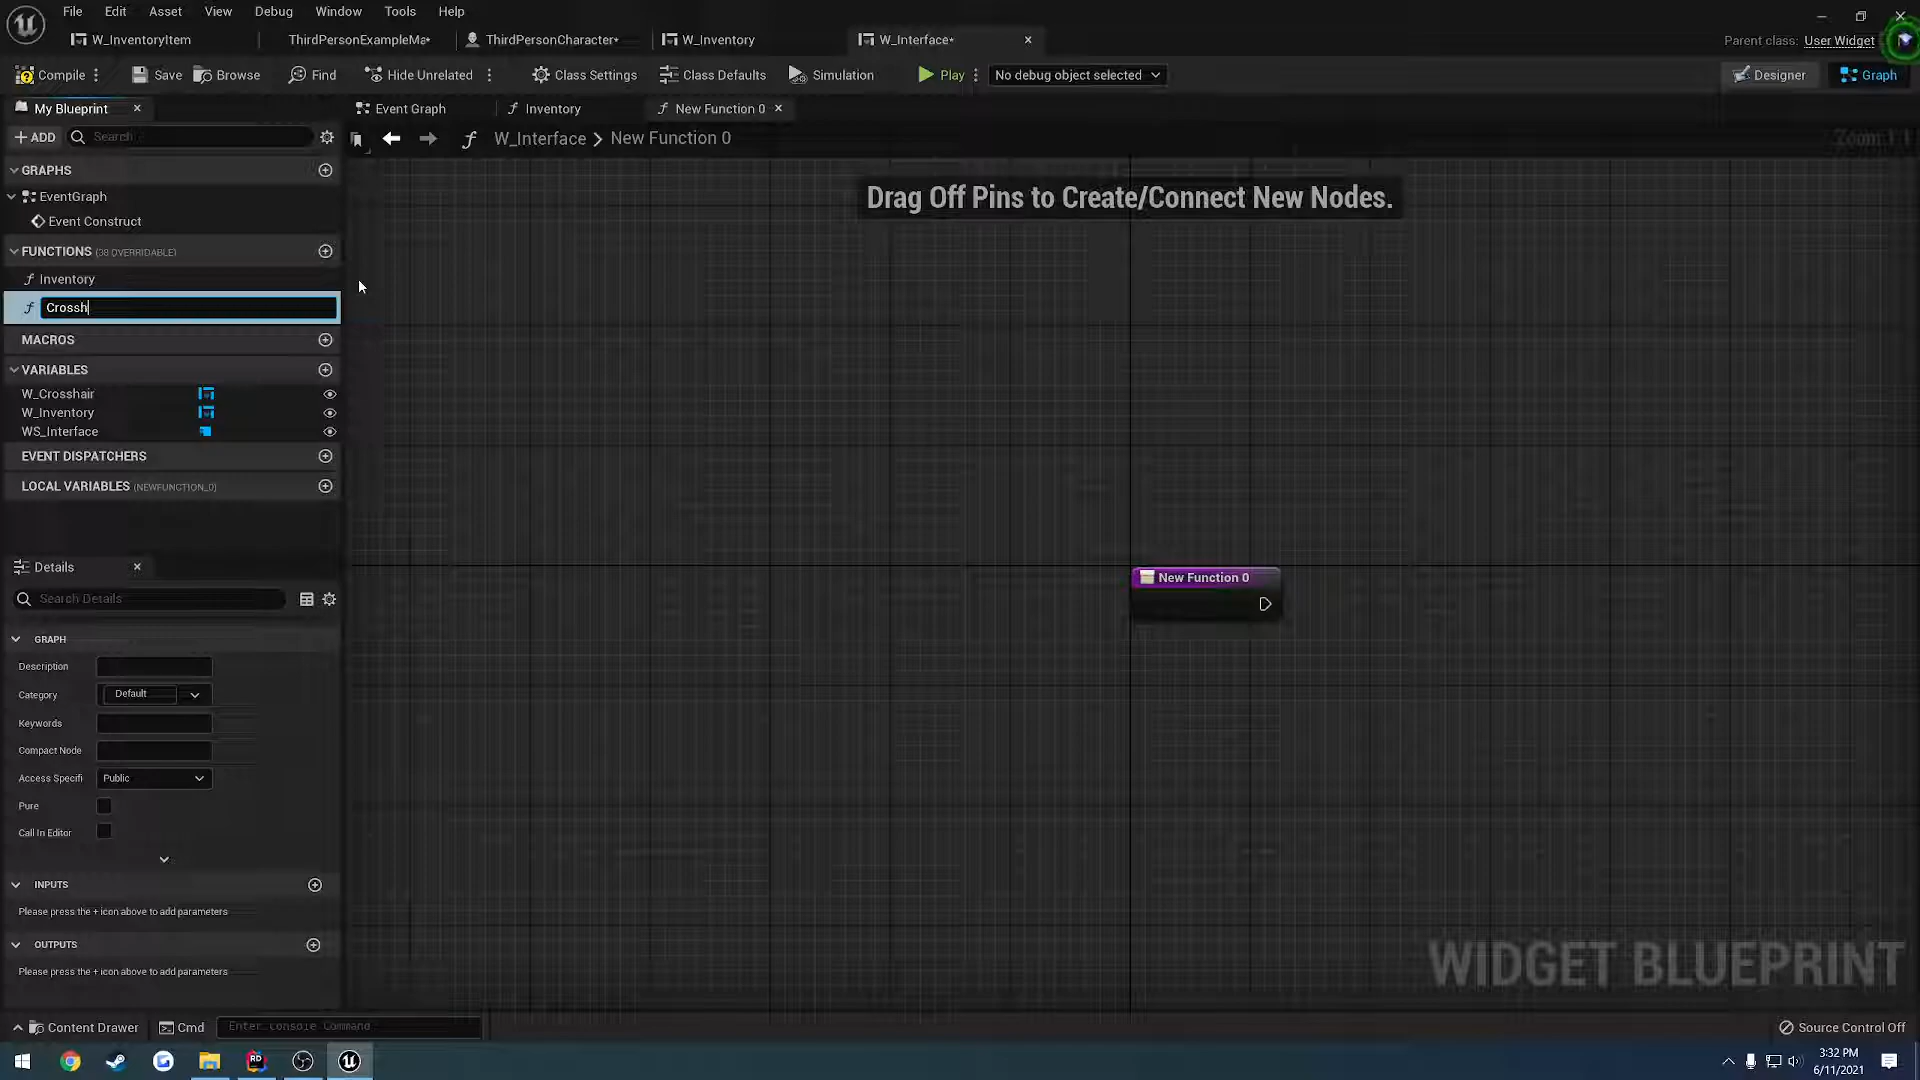 File Edit Asset View Debug Window Tools Help
W_InventoryItem ThirdPersonExampleMa* ThirdPersonCharacter* W_Inventory W_Interface*
Parent class: User Widget
Compile Save Browse Find Hide Unrelated Class Settings Class Defaults Simulation Play No debug object selected Designer Graph
My Blueprint Event Graph Inventory New Function 0
ADD Search
W_Interface > New Function 0
Drag Off Pins to Create/Connect New Nodes.
GRAPHS
EventGraph
Event Construct
FUNCTIONS (38 OVERRIDABLE)
Inventory
Crossh
MACROS
VARIABLES
W_Crosshair
W_Inventory
WS_Interface
EVENT DISPATCHERS
LOCAL VARIABLES (NEWFUNCTION_0)
New Function 0
Details
Search Details
GRAPH
Description
Category Default
Keywords
Compact Node
Access Specifi Public
Pure
Call In Editor
INPUTS
Please press the + icon above to add parameters
OUTPUTS
Please press the + icon above to add parameters
WIDGET BLUEPRINT
Content Drawer Cmd Enter Console Command Source Control Off
RD
3:32 PM
6/11/2021